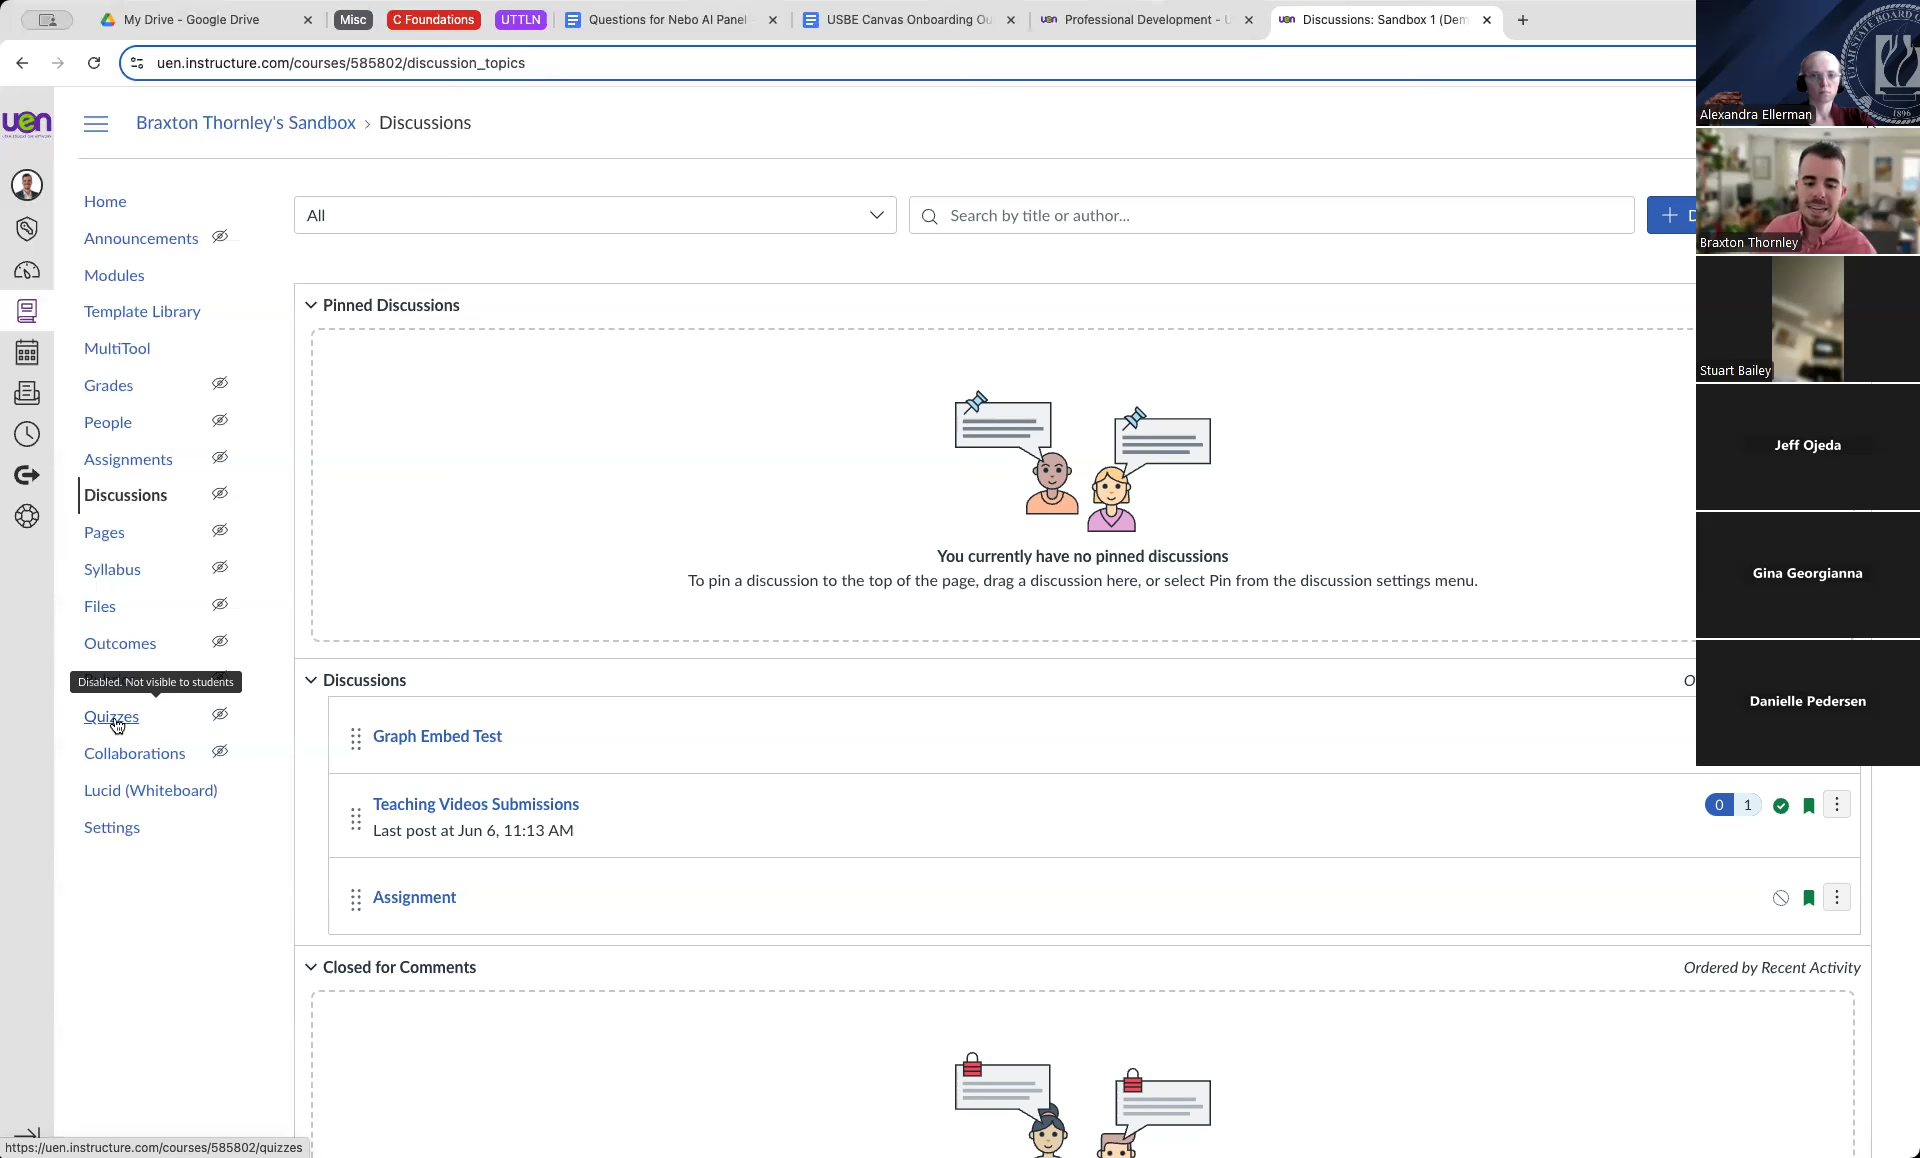 My Drive - Google Drive
Misc
C Foundations
UTTLN
Questions for Nebo AI Panel
USBE Canvas Onboarding Ou
Professional Development - U
Discussions: Sandbox 1 (Dem
uen.instructure.com/courses/585802/discussion_topics
uen
Braxton Thornley's Sandbox › Discussions
Home
Announcements
Modules
Template Library
MultiTool
Grades
People
Assignments
Discussions
Pages
Syllabus
Files
Outcomes
Disabled. Not visible to students
Quizzes
Collaborations
Lucid (Whiteboard)
Settings
All
Search by title or author...
+ D
Pinned Discussions
You currently have no pinned discussions
To pin a discussion to the top of the page, drag a discussion here, or select Pin from the discussion settings menu.
Discussions
O
Graph Embed Test
Teaching Videos Submissions
Last post at Jun 6, 11:13 AM
0 1
Assignment
Closed for Comments
Ordered by Recent Activity
https://uen.instructure.com/courses/585802/quizzes
Alexandra Ellerman
Braxton Thornley
Stuart Bailey
Jeff Ojeda
Gina Georgianna
Danielle Pedersen
1896